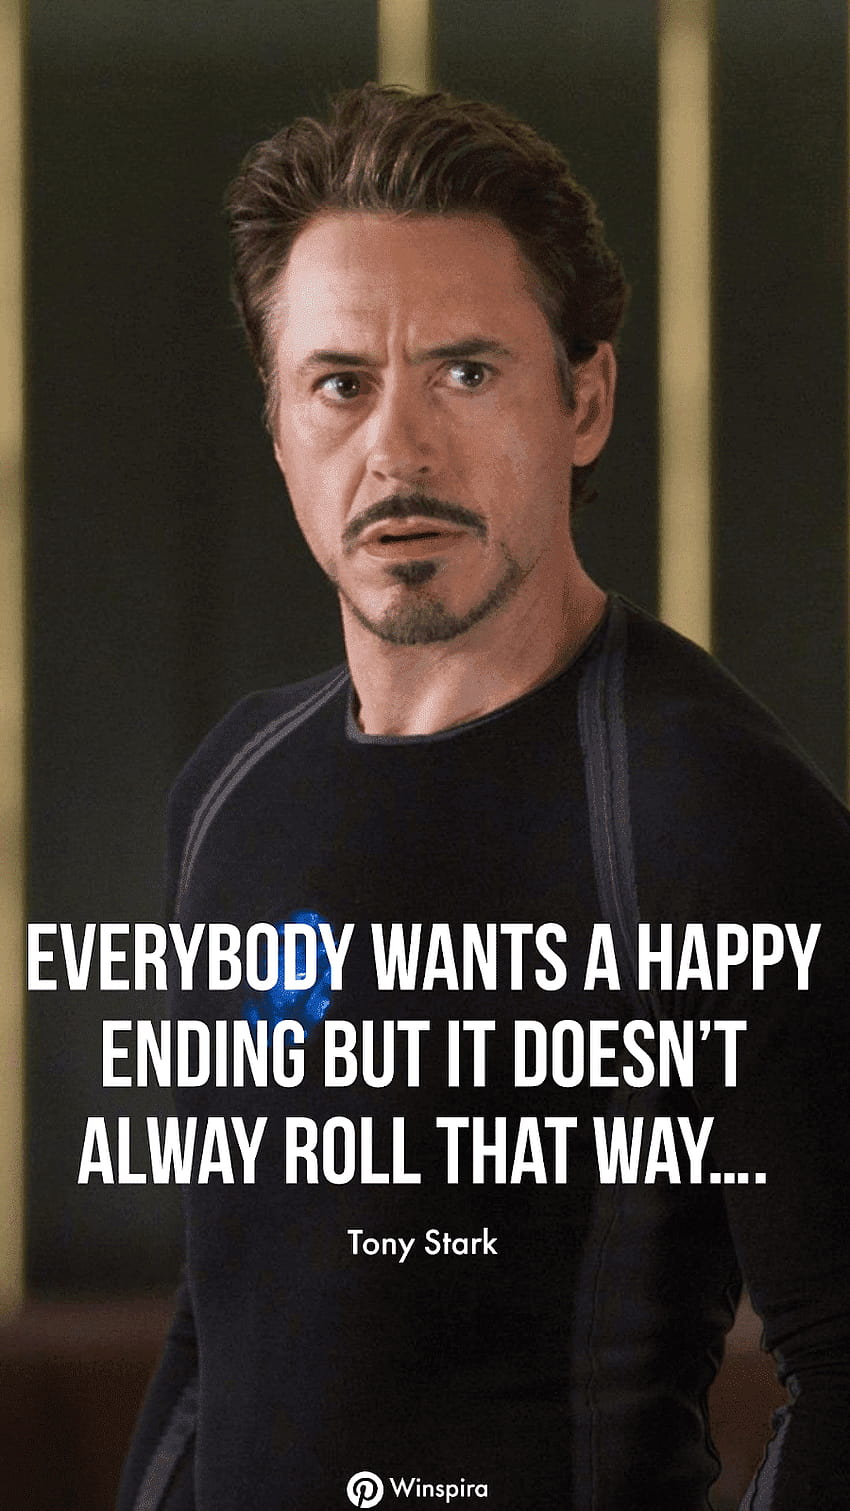 EVERYBODY WANTS A HAPPY
ENDING BUT IT DOESN’T
ALWAY ROLL THAT WAY....
Tony Stark
Winspira